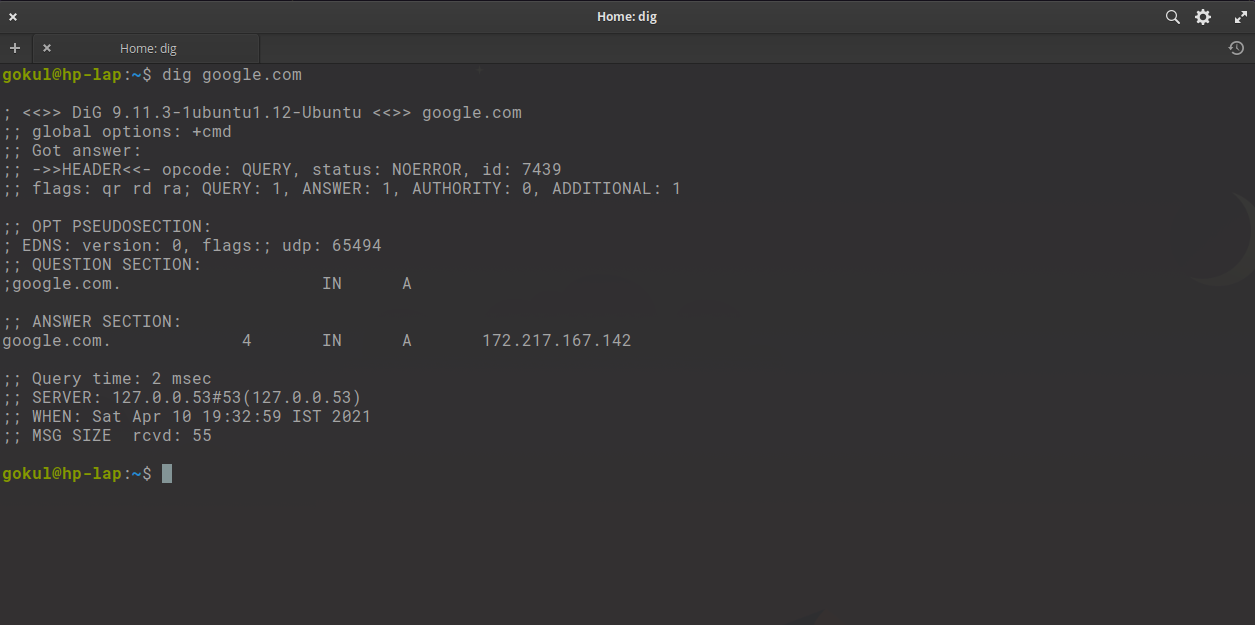 Home: dig
Home: dig
gokul@hp-lap:~$ dig google.com
; <<>> DiG 9.11.3-1ubuntu1.12-Ubuntu <<>> google.com
;; global options: +cmd
;; Got answer:
;; ->>HEADER<<- opcode: QUERY, status: NOERROR, id: 7439
;; flags: qr rd ra; QUERY: 1, ANSWER: 1, AUTHORITY: 0, ADDITIONAL: 1
;; OPT PSEUDOSECTION:
; EDNS: version: 0, flags:; udp: 65494
;; QUESTION SECTION:
;google.com. IN A
;; ANSWER SECTION:
google.com. 4 IN A 172.217.167.142
;; Query time: 2 msec
;; SERVER: 127.0.0.53#53(127.0.0.53)
;; WHEN: Sat Apr 10 19:32:59 IST 2021
;; MSG SIZE  rcvd: 55
gokul@hp-lap:~$